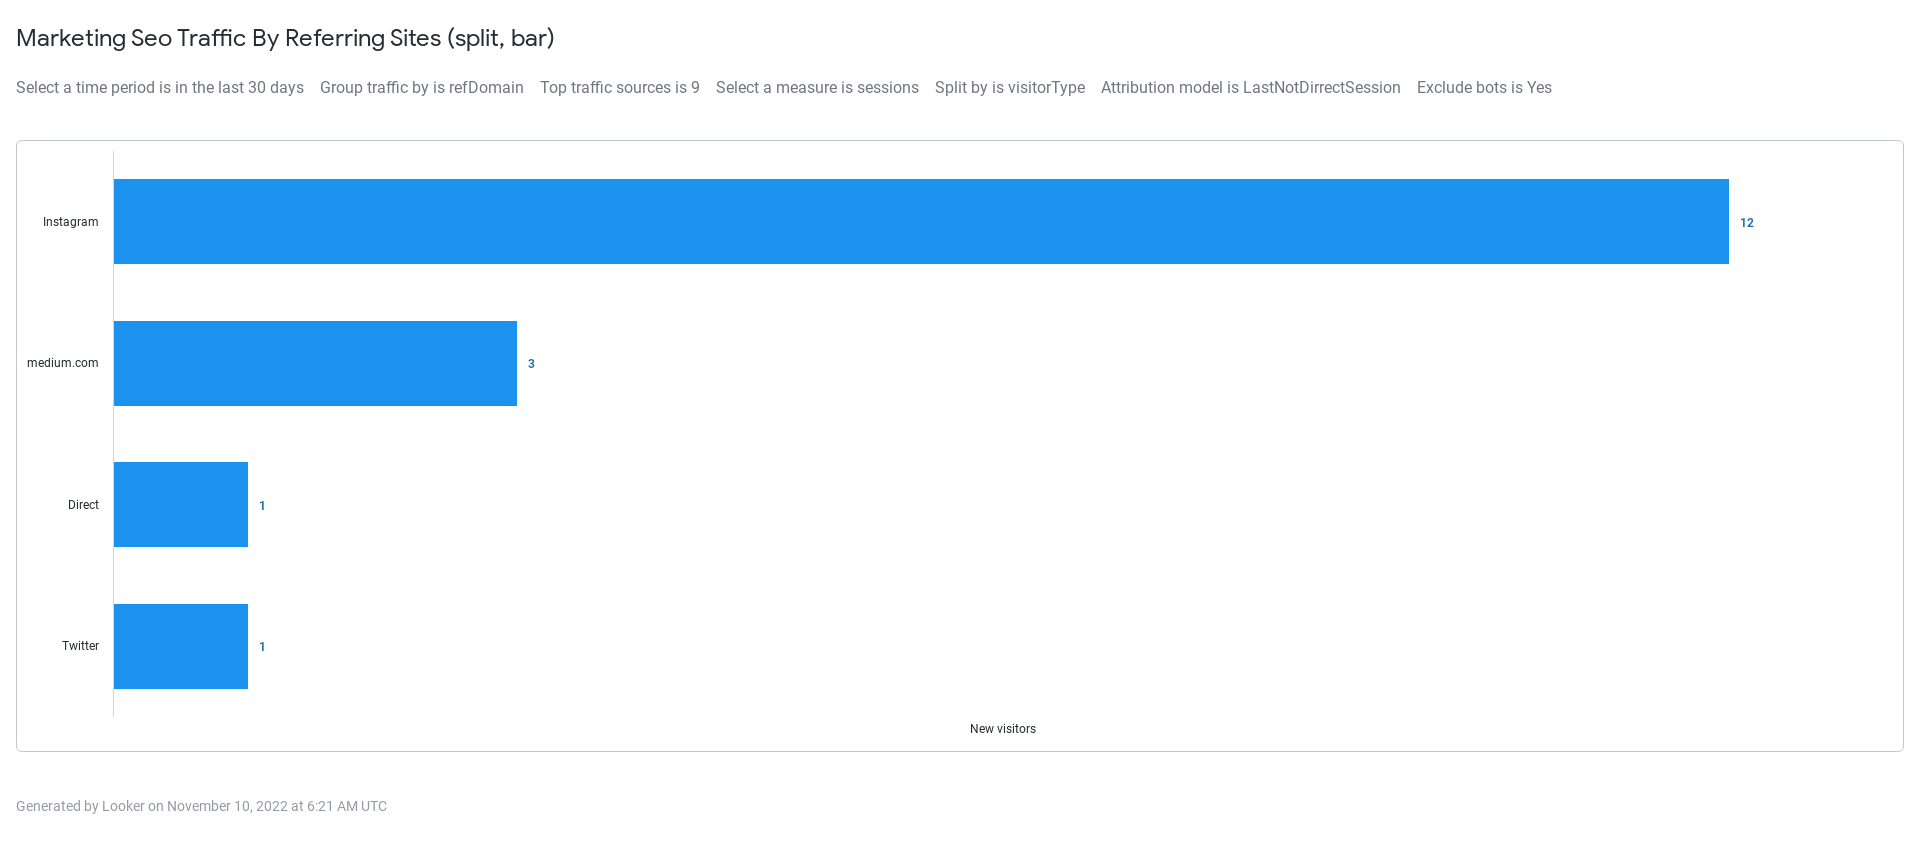 Marketing Seo Traffic By Referring Sites (split, bar)
Select a time period is in the last 30 days Group traffic by is refDomain Top traffic sources is 9 Select a measure is sessions Split by is visitorType Attribution model is LastNotDirrectSession Exclude bots is Yes
Instagram 12
medium.com 3
Direct 1
Twitter 1
New visitors
Generated by Looker on November 10, 2022 at 6:21 AM UTC